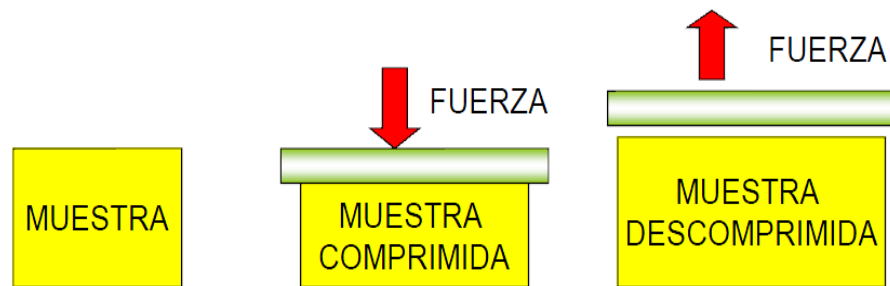 MUESTRA
FUERZA
MUESTRA
COMPRIMIDA
FUERZA
MUESTRA
DESCOMPRIMIDA